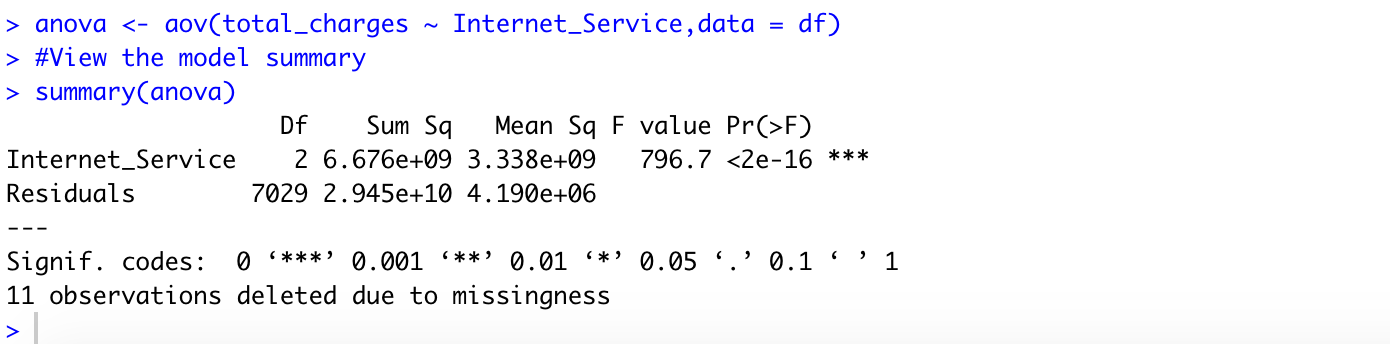 > anova <- aov(total_charges ~ Internet_Service,data = df)
> #View the model summary
> summary(anova)
                   Df    Sum Sq   Mean Sq F value Pr(>F)
Internet_Service    2 6.676e+09 3.338e+09   796.7 <2e-16 ***
Residuals        7029 2.945e+10 4.190e+06
---
Signif. codes:  0 ‘***’ 0.001 ‘**’ 0.01 ‘*’ 0.05 ‘.’ 0.1 ‘ ’ 1
11 observations deleted due to missingness
>